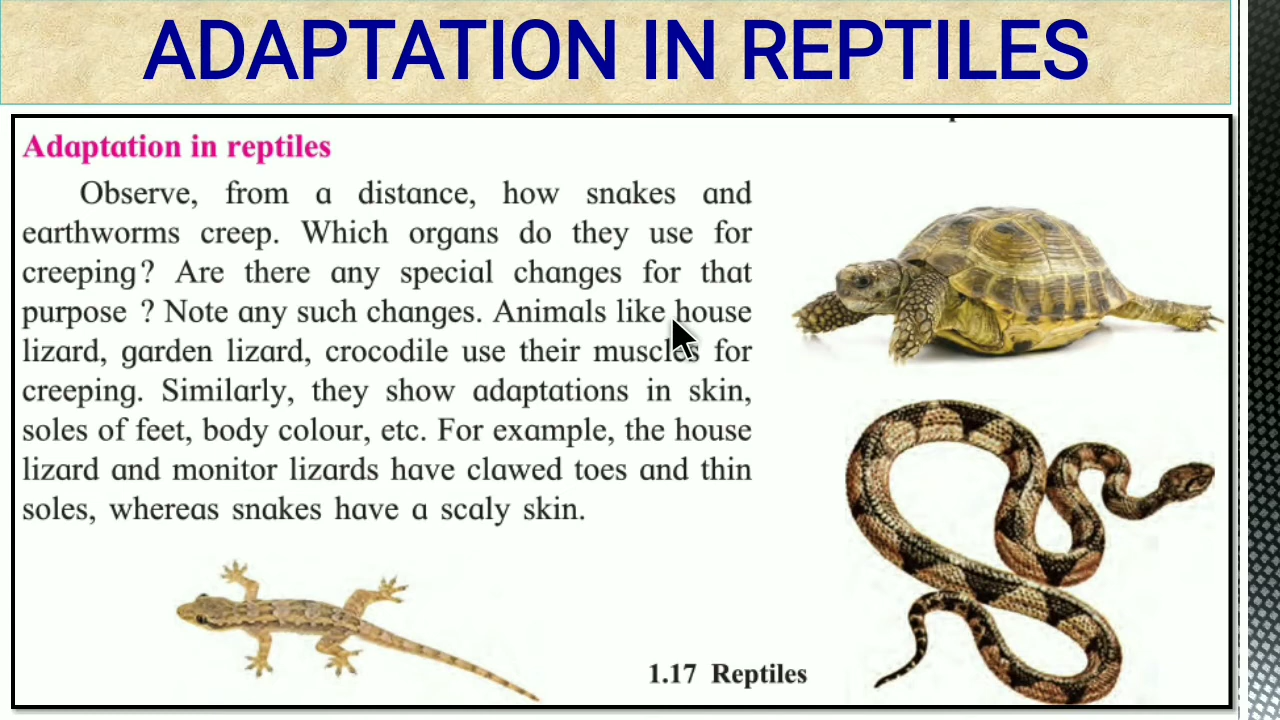 ADAPTATION IN REPTILES
Adaptation in reptiles
Observe, from a distance, how snakes and
earthworms creep. Which organs do they use for
creeping? Are there any special changes for that
purpose ? Note any such changes. Animals like house
lizard, garden lizard, crocodile use their muscles for
creeping. Similarly, they show adaptations in skin,
soles of feet, body colour, etc. For example, the house
lizard and monitor lizards have clawed toes and thin
soles, whereas snakes have a scaly skin.
1.17 Reptiles